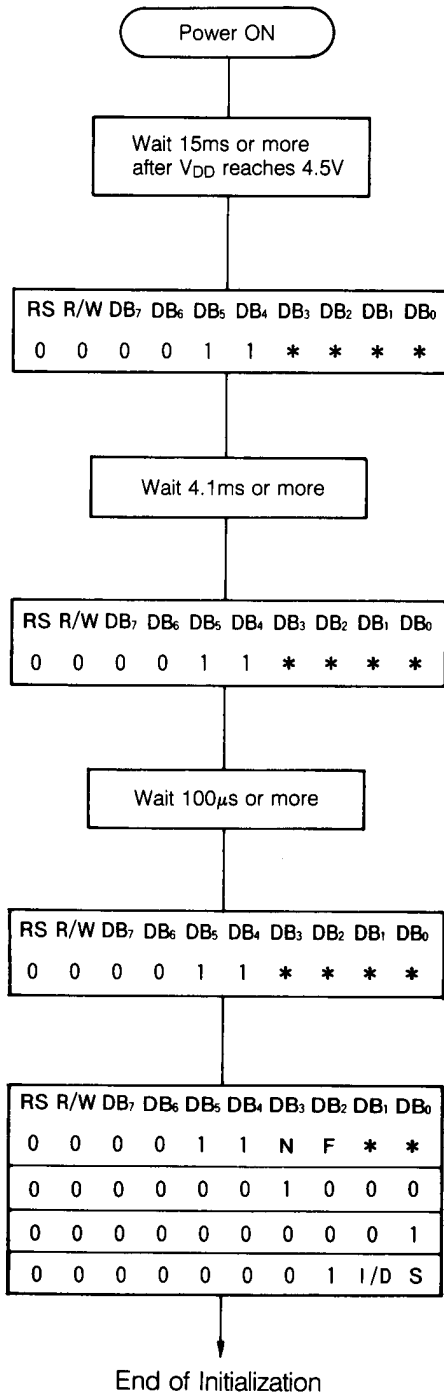 Power ON
Wait 15ms or more
after VDD reaches 4.5V
RS R/W DB7 DB6 DB5 DB4 DB3 DB2 DB1 DB0
0 0 0 0 1 1 * * * *
Wait 4.1ms or more
RS R/W DB7 DB6 DB5 DB4 DB3 DB2 DB1 DB0
0 0 0 0 1 1 * * * *
Wait 100μs or more
RS R/W DB7 DB6 DB5 DB4 DB3 DB2 DB1 DB0
0 0 0 0 1 1 * * * *
RS R/W DB7 DB6 DB5 DB4 DB3 DB2 DB1 DB0
0 0 0 0 1 1 N F * *
0 0 0 0 0 0 1 0 0 0
0 0 0 0 0 0 0 0 0 1
0 0 0 0 0 0 0 1 I/D S
End of Initialization